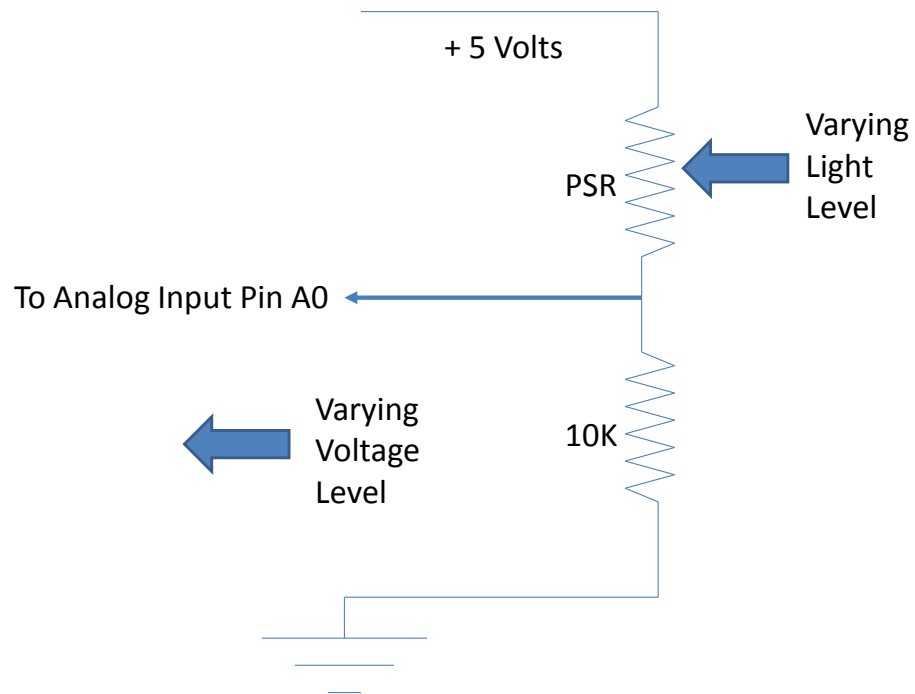 + 5 Volts
Varying
Light
Level
PSR
To Analog Input Pin A0
Varying
Voltage
Level
10K